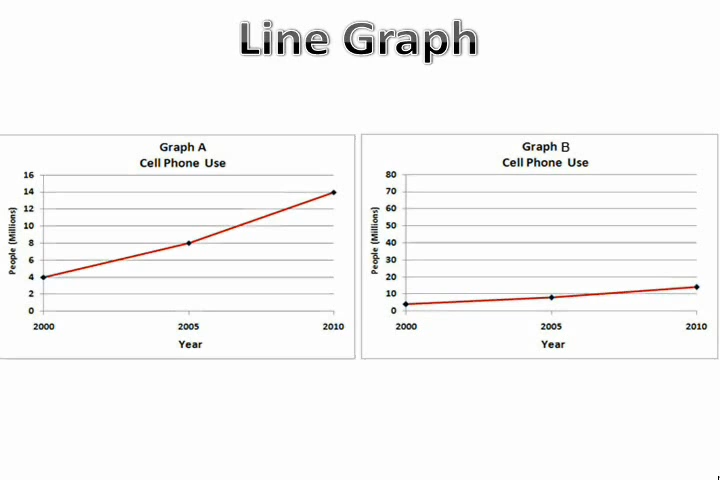 Line Graph
Graph A
Cell Phone Use
16
14
12
10
8
6
4
2
0
People (Millions)
2000 2005 2010
Year
Graph B
Cell Phone Use
80
70
60
50
40
30
20
10
0
People (Millions)
2000 2005 2010
Year